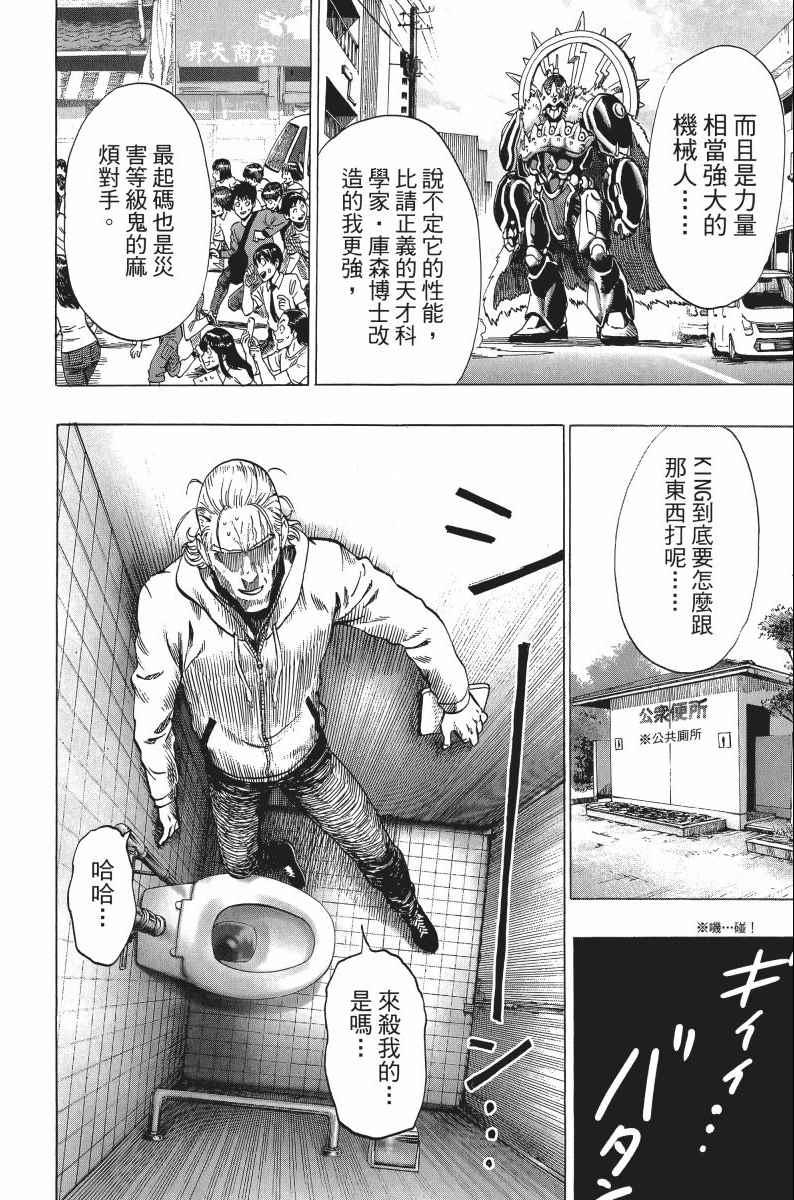 而且是力量
相當強大的
機械人……
說不定它的性能，
比請正義的天才科
學家．庫森博士改
造的我更強，
昇天商店
最起碼也是災
害等級鬼的麻
煩對手。
KING到底要怎麼跟
那東西打呢……
公衆便所
※公共厠所
※嘰…碰！
ギィィ…
バタン
ーン…
來殺我的…
是嗎…
哈哈…